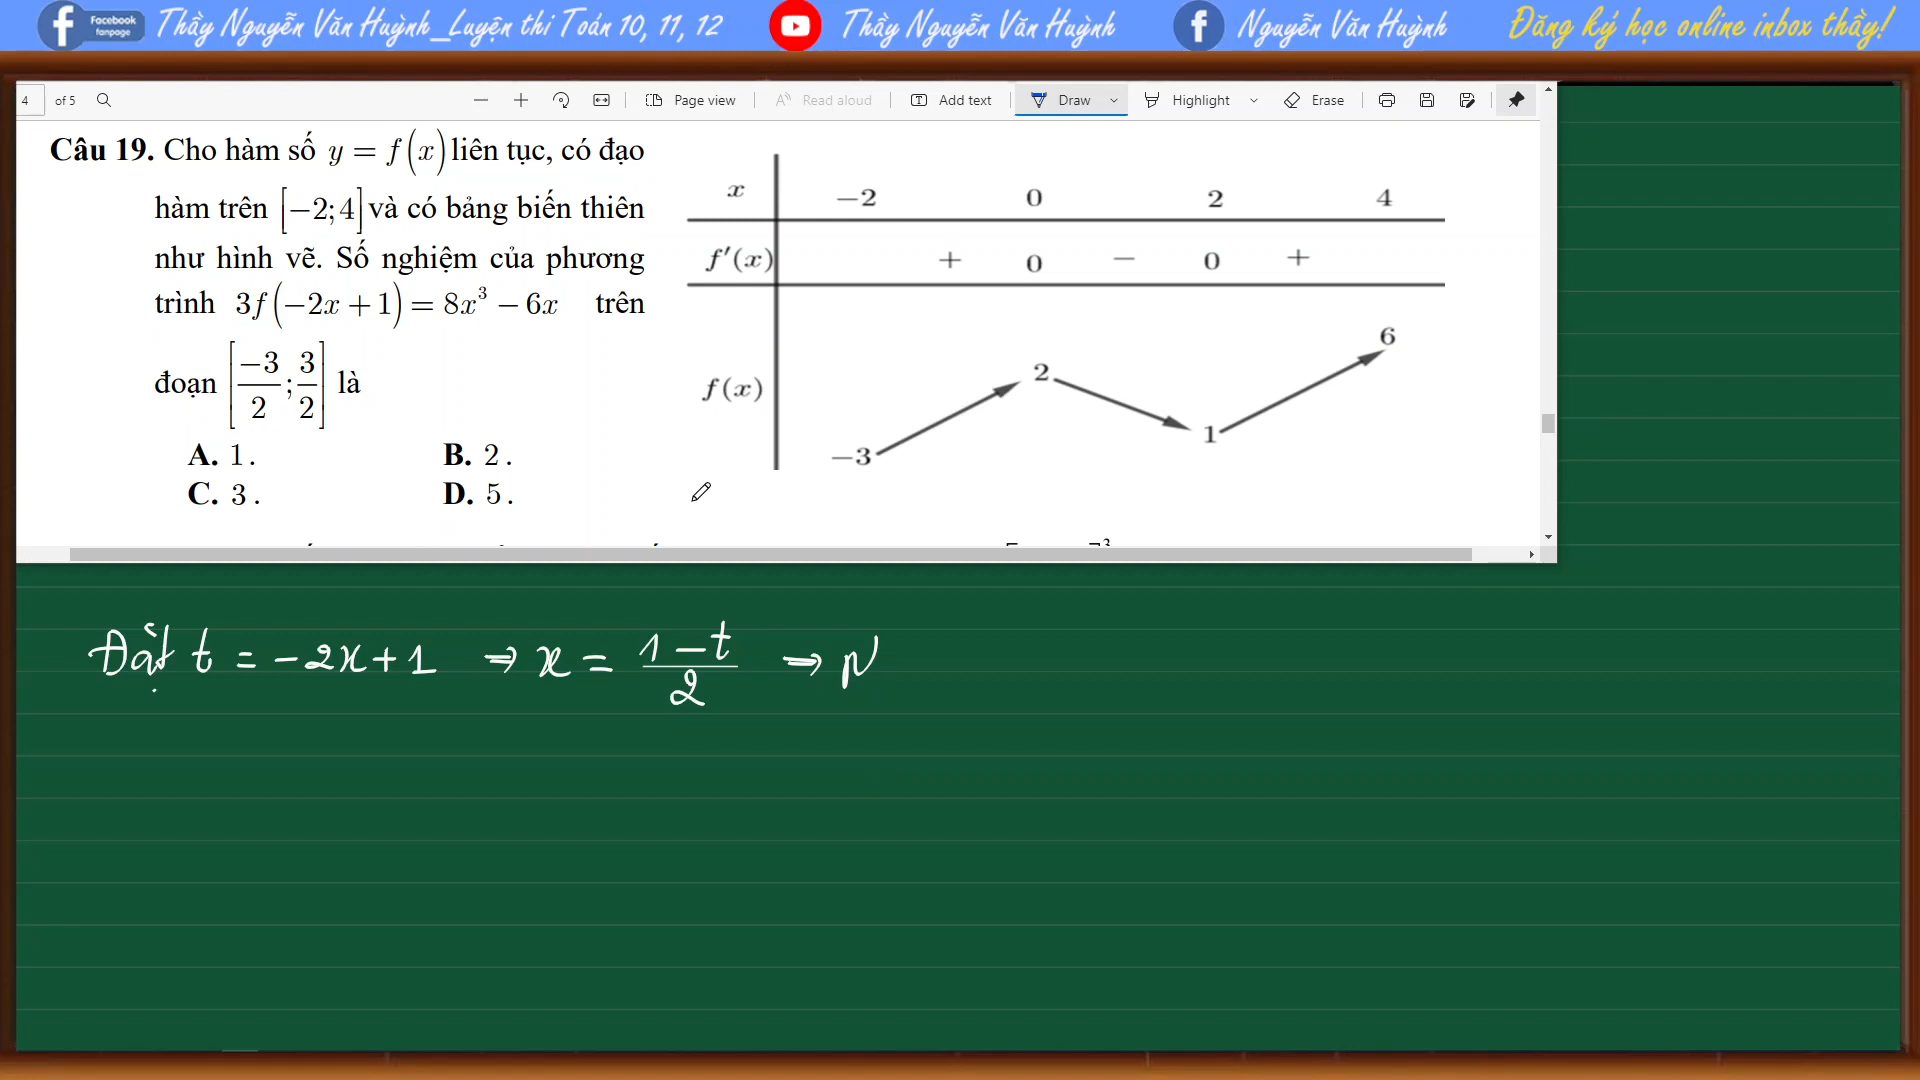 Facebook fanpage Thầy Nguyễn Văn Huỳnh_Luyện thi Toán 10, 11, 12 Thầy Nguyễn Văn Huỳnh Nguyễn Văn Huỳnh Đăng ký học online inbox thầy!
4 of 5 Page view Read aloud Add text Draw Highlight Erase
Câu 19. Cho hàm số y = f(x) liên tục, có đạo
hàm trên [−2;4] và có bảng biến thiên
như hình vẽ. Số nghiệm của phương
trình 3f(−2x + 1) = 8x³ − 6x trên
đoạn [−3/2; 3/2] là
A. 1. B. 2.
C. 3. D. 5.
x −2 0 2 4
f′(x) + 0 − 0 +
f(x) −3 2 1 6
Đặt t = −2x + 1 ⇒ x = (1 − t)/2 ⇒